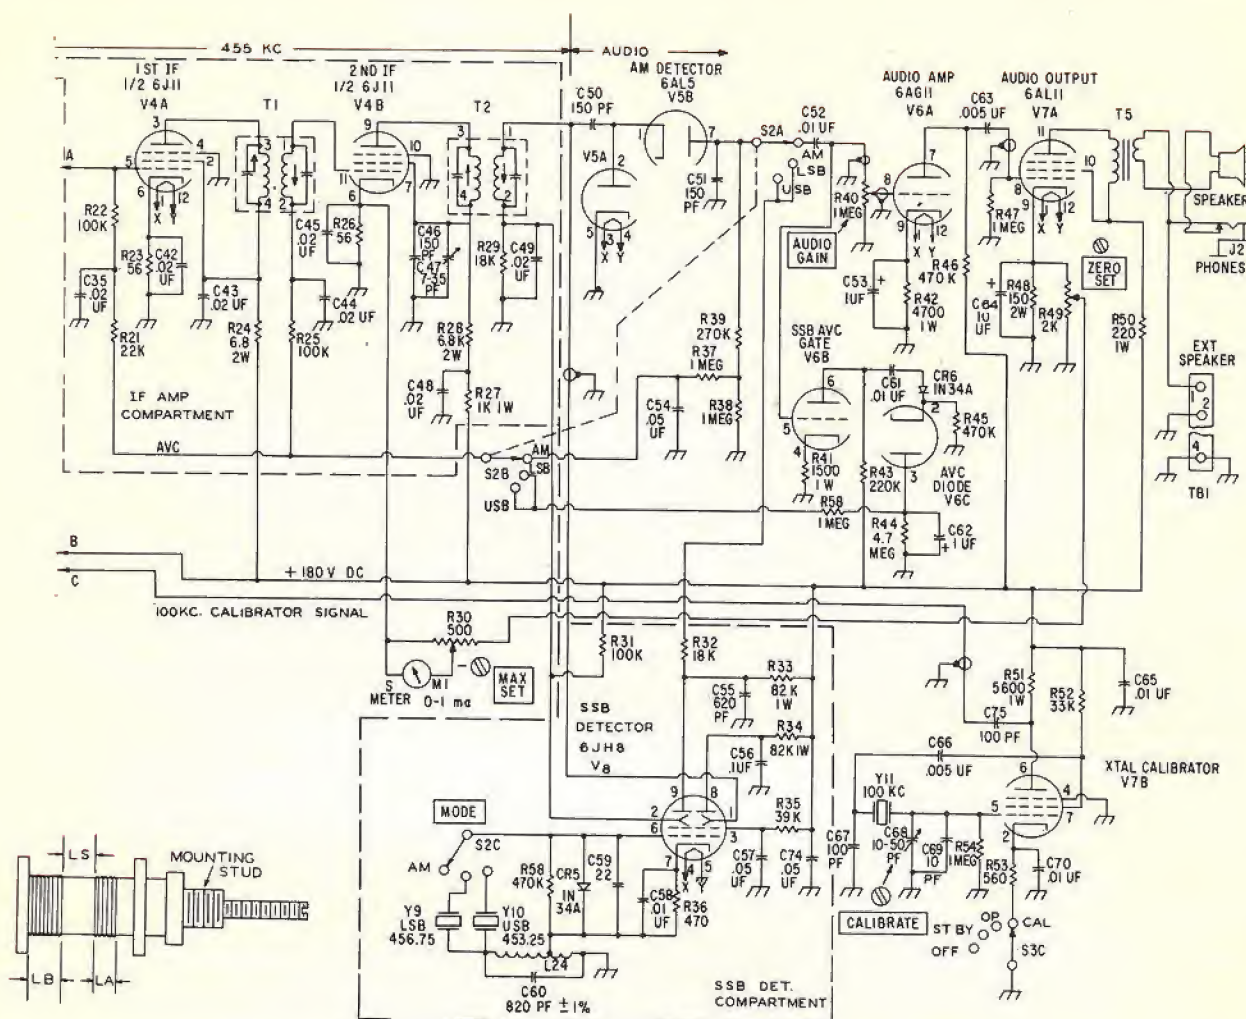 455 KC
AUDIO
1ST IF
1/2 6J11
V4A
T1
2ND IF
1/2 6J11
V4B
T2
C50
150 PF
AM DETECTOR
6AL5
V5B
V5A
C51
150
PF
S2A
C52
.01 UF
AM
LSB
USB
AUDIO AMP
6AG11
V6A
C63
.005 UF
AUDIO OUTPUT
6AL11
V7A
T5
SPEAKER
J2
PHONES
A
R22
100K
R23
56
C42
.02
UF
C35
.02
UF
R21
22K
C43
.02 UF
R24
6.8
2W
R25
100K
C44
.02 UF
C45
.02
UF
R26
56
C46
150
PF
C47
7-35
PF
R29
18K
C49
.02
UF
R28
6.8K
2W
C48
.02
UF
R27
1K 1W
IF AMP
COMPARTMENT
AVC
S2B
AM
LSB
USB
R39
270K
R37
1 MEG
R38
1 MEG
C54
.05
UF
R40
1 MEG
AUDIO
GAIN
C53
1UF
R42
4700
1W
R46
470 K
R47
1 MEG
C64
10
UF
R48
150
2W
R49
2K
ZERO
SET
R50
220
1W
EXT
SPEAKER
1
2
4
TB1
SSB AVC
GATE
V6B
C61
.01 UF
CR6
1N34A
R45
470K
R41
1500
1W
R43
220K
AVC
DIODE
V6C
R58
1 MEG
R44
4.7
MEG
C62
1 UF
B
C
+ 180 V DC
100KC. CALIBRATOR SIGNAL
R30
500
S
METER
M1
0-1 ma
MAX
SET
R31
100K
R32
18K
R33
82 K
1W
C55
620
PF
R34
82K 1W
C56
.1UF
SSB
DETECTOR
6JH8
V8
R35
39 K
C57
.05
UF
C74
.05
UF
MODE
S2C
AM
Y9
LSB
456.75
Y10
USB
453.25
R58
470K
CR5
1N
34A
C59
22
C58
.01
UF
R36
470
L24
C60
820 PF ± 1%
SSB DET.
COMPARTMENT
R51
5600
1W
R52
33K
C65
.01 UF
C75
100 PF
C66
.005 UF
XTAL CALIBRATOR
V7B
Y11
100 KC
C67
100
PF
C68
10-50
PF
C69
10
PF
R54
1MEG
R53
560
C70
.01 UF
CALIBRATE
OP
ST BY
OFF
CAL
S3C
LS
MOUNTING
STUD
LB
LA